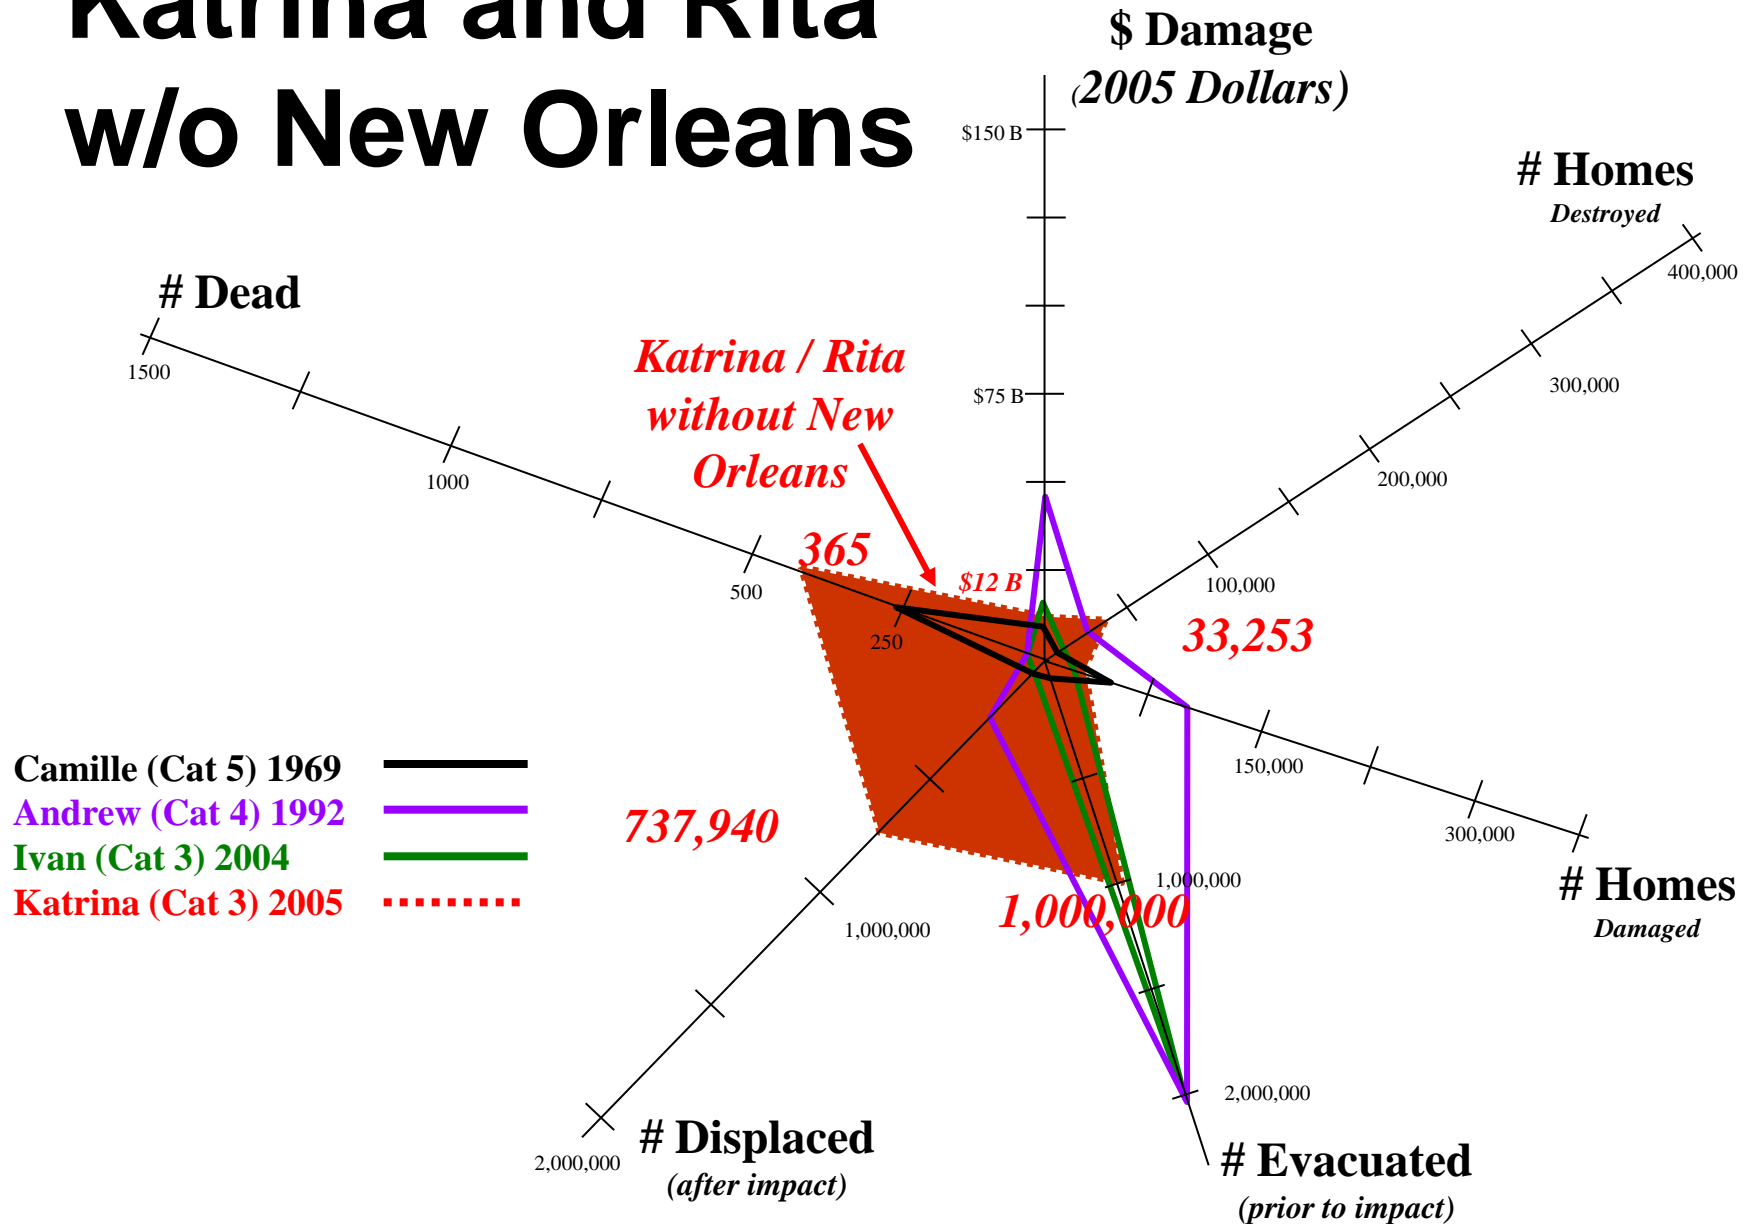 Katrina and Rita
w/o New Orleans
$ Damage
(2005 Dollars)
$150 B
$75 B
$12 B
# Homes
Destroyed
400,000
300,000
200,000
100,000
33,253
# Dead
1500
1000
500
250
365
Katrina / Rita
without New
Orleans
150,000
300,000
# Homes
Damaged
Camille (Cat 5) 1969
Andrew (Cat 4) 1992
Ivan (Cat 3) 2004
Katrina (Cat 3) 2005
737,940
1,000,000
2,000,000
# Displaced
(after impact)
1,000,000
1,000,000
2,000,000
# Evacuated
(prior to impact)